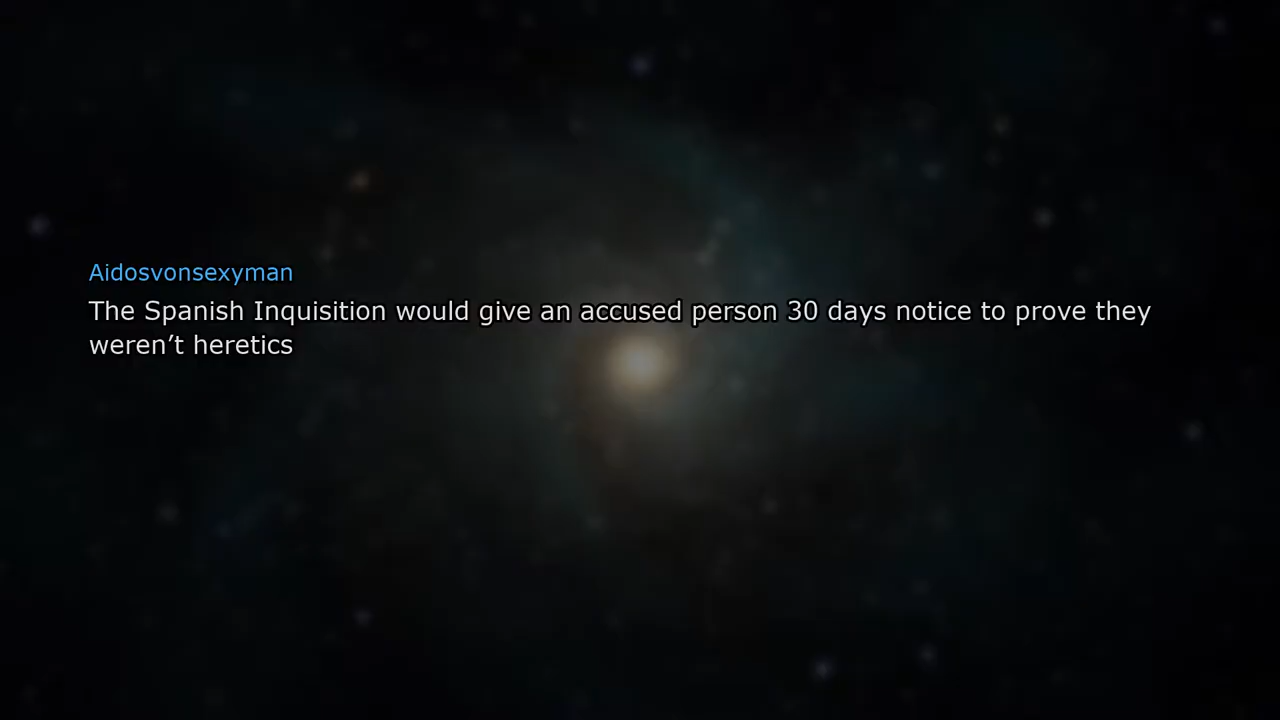 Aidosvonsexyman
The Spanish Inquisition would give an accused person 30 days notice to prove they
weren’t heretics